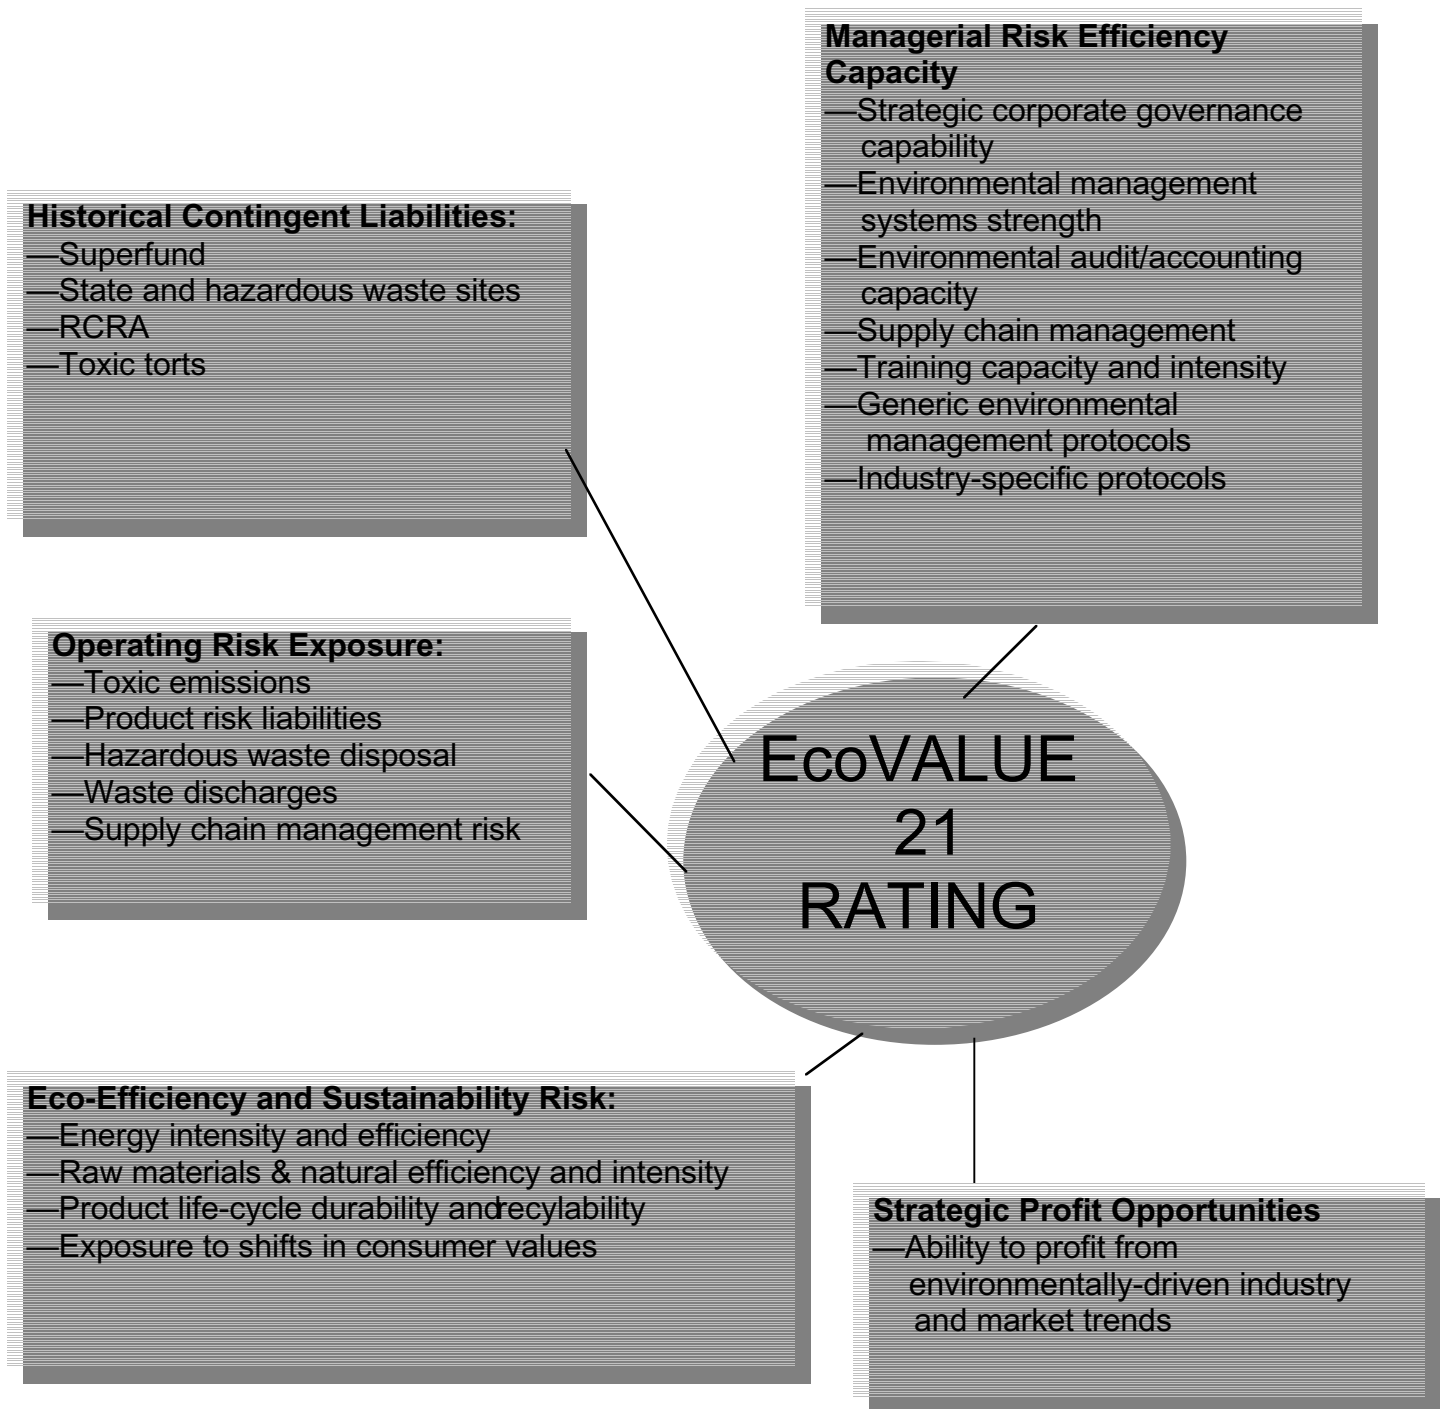 Managerial Risk Efficiency
Capacity
—Strategic corporate governance
capability
—Environmental management
systems strength
—Environmental audit/accounting
capacity
—Supply chain management
—Training capacity and intensity
—Generic environmental
management protocols
—Industry-specific protocols
Historical Contingent Liabilities:
—Superfund
—State and hazardous waste sites
—RCRA
—Toxic torts
Operating Risk Exposure:
—Toxic emissions
—Product risk liabilities
—Hazardous waste disposal
—Waste discharges
—Supply chain management risk
EcoVALUE
21
RATING
Eco-Efficiency and Sustainability Risk:
—Energy intensity and efficiency
—Raw materials & natural efficiency and intensity
—Product life-cycle durability and recylability
—Exposure to shifts in consumer values
Strategic Profit Opportunities
—Ability to profit from
environmentally-driven industry
and market trends